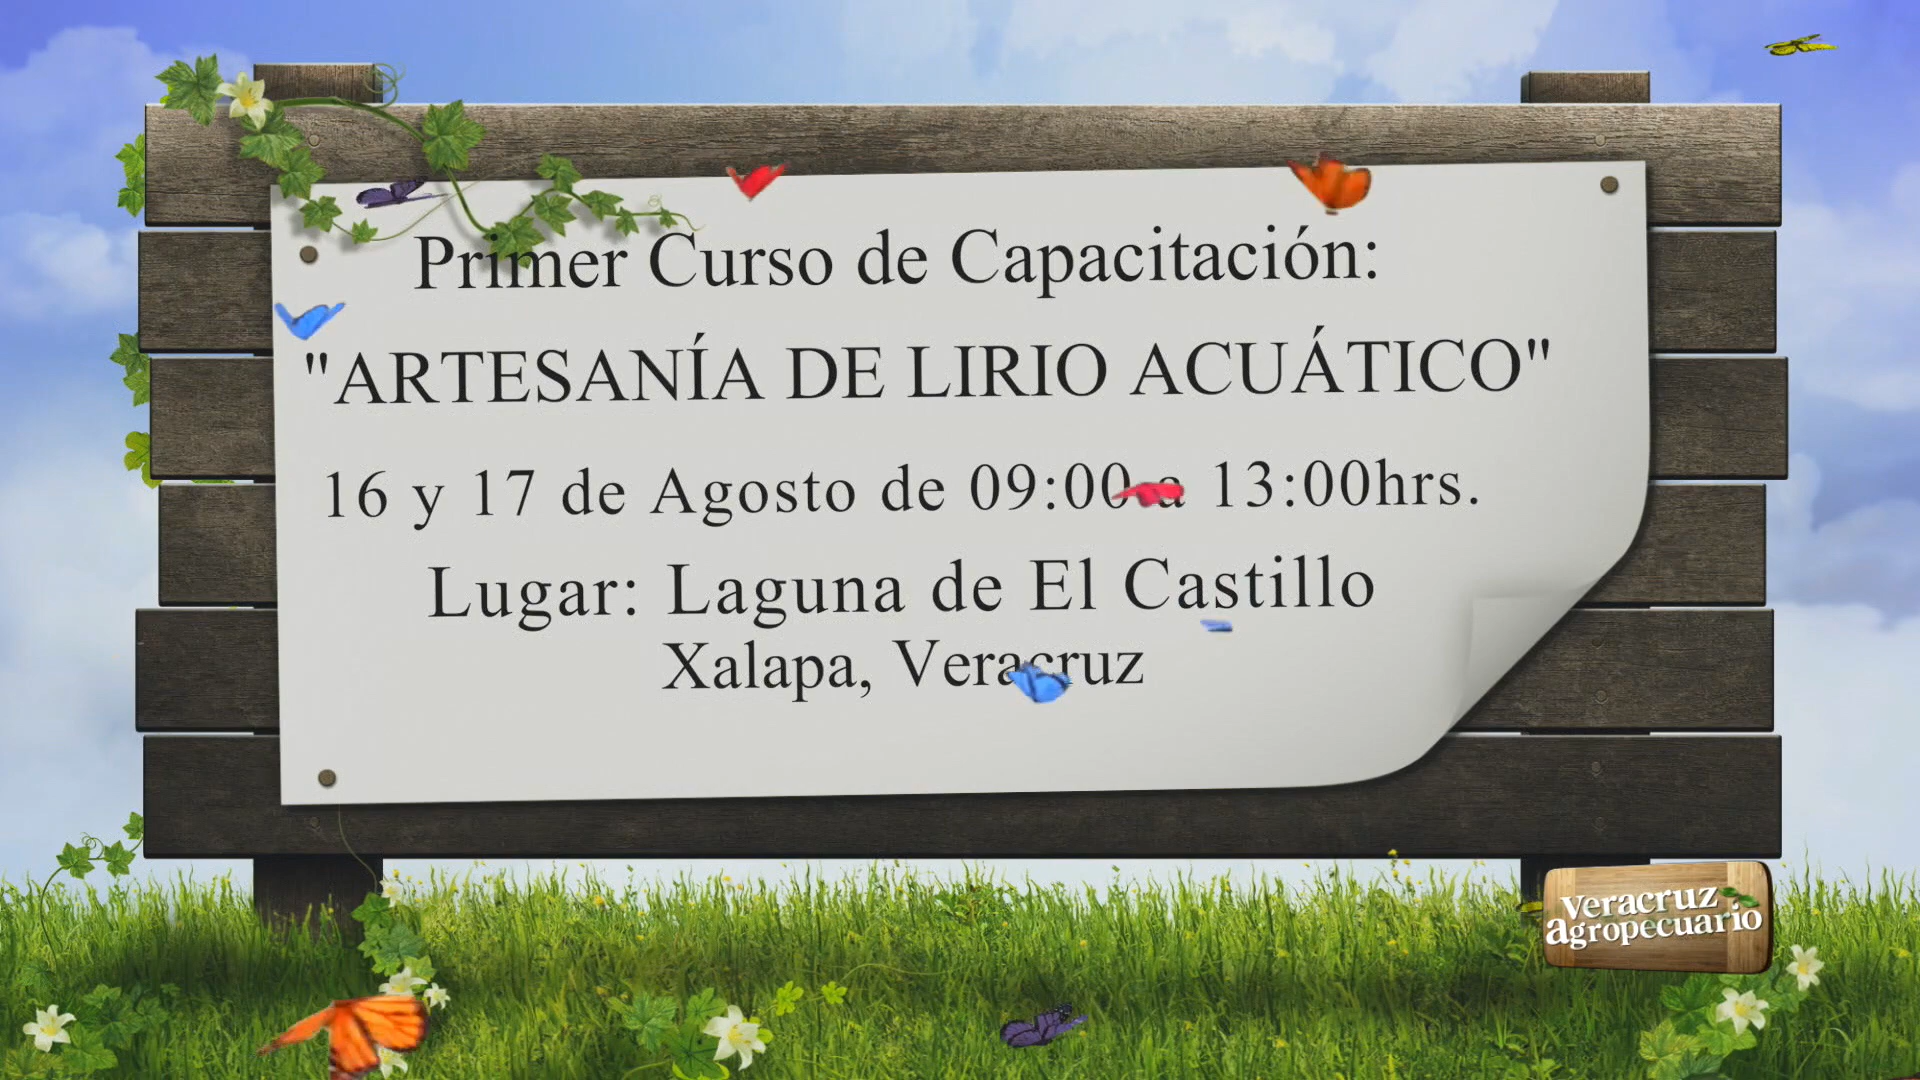 Primer Curso de Capacitación:
"ARTESANÍA DE LIRIO ACUÁTICO"
16 y 17 de Agosto de 09:00 a 13:00hrs.
Lugar: Laguna de El Castillo
Xalapa, Veracruz
veracruz
agropecuario